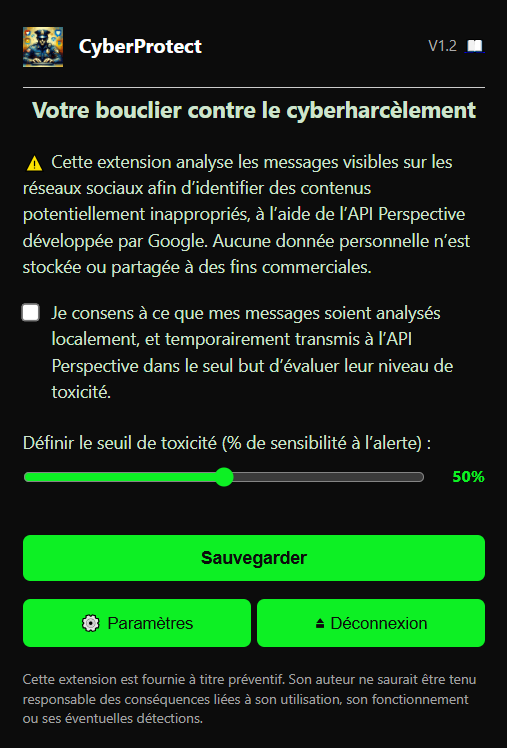 CyberProtect
V1.2
Votre bouclier contre le cyberharcèlement
⚠️ Cette extension analyse les messages visibles sur les
réseaux sociaux afin d’identifier des contenus
potentiellement inappropriés, à l’aide de l’API Perspective
développée par Google. Aucune donnée personnelle n’est
stockée ou partagée à des fins commerciales.
Je consens à ce que mes messages soient analysés
localement, et temporairement transmis à l’API
Perspective dans le seul but d’évaluer leur niveau de
toxicité.
Définir le seuil de toxicité (% de sensibilité à l’alerte) :
50%
Sauvegarder
Paramètres
Déconnexion
Cette extension est fournie à titre préventif. Son auteur ne saurait être tenu
responsable des conséquences liées à son utilisation, son fonctionnement
ou ses éventuelles détections.